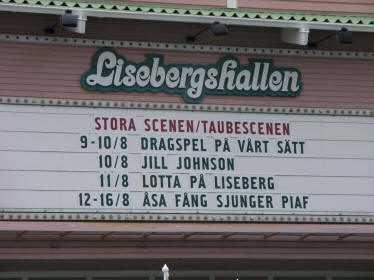 Lisebergshallen
STORA SCENEN/TAUBESCENEN
9-10/8 DRAGSPEL PÅ VÅRT SÄTT
10/8 JILL JOHNSON
11/8 LOTTA PÅ LISEBERG
12-16/8 ÅSA FÅNG SJUNGER PIAF